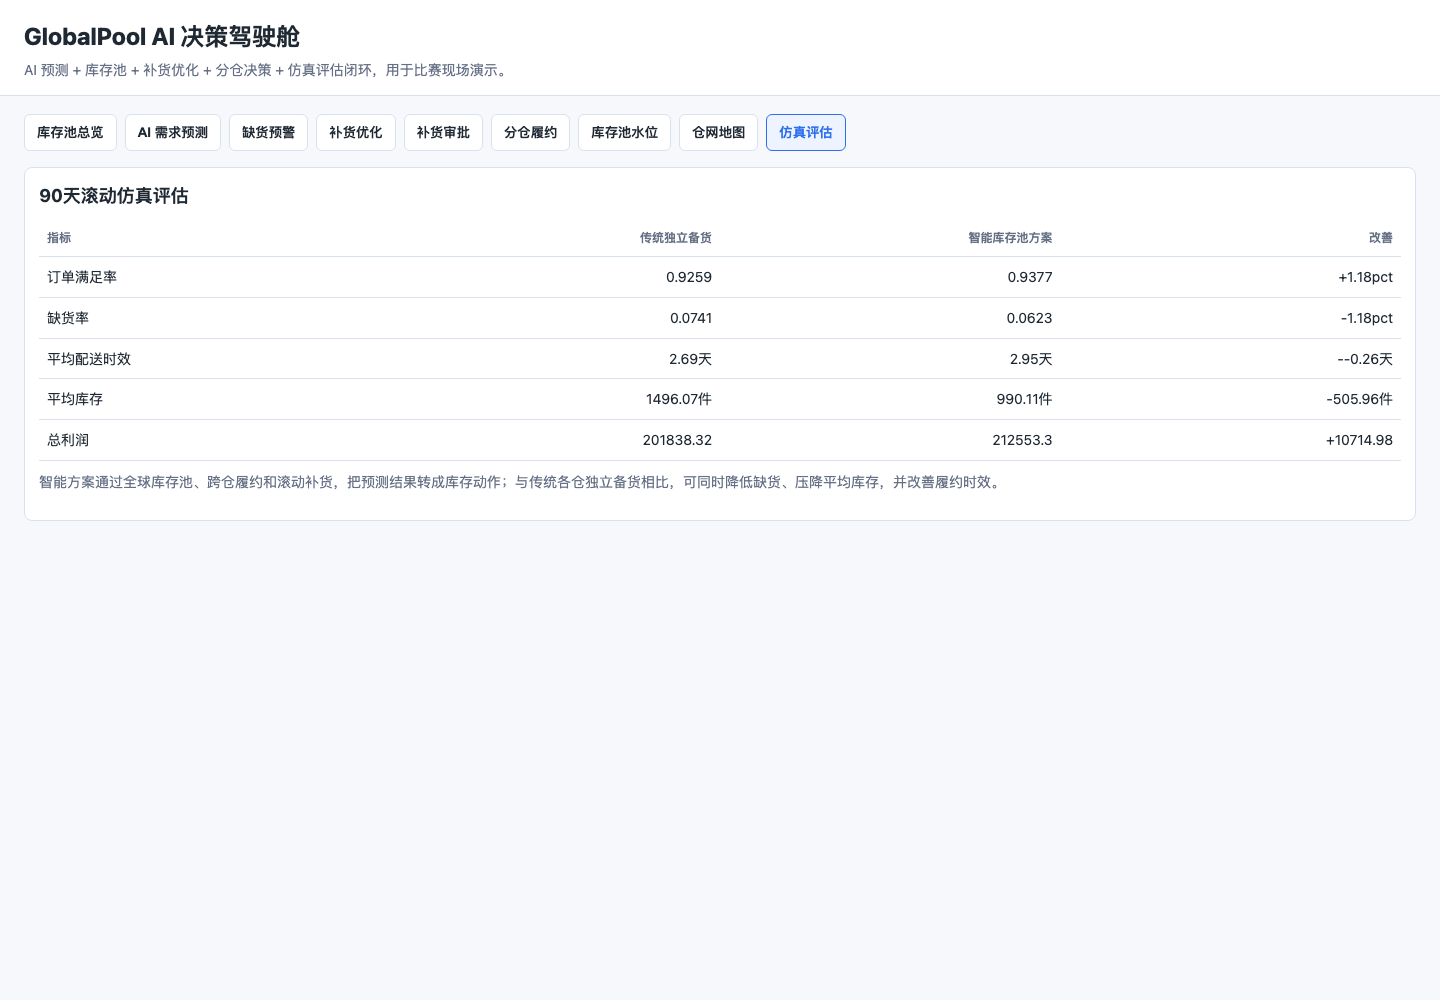 GlobalPool AI 决策驾驶舱
AI 预测 + 库存池 + 补货优化 + 分仓决策 + 仿真评估闭环，用于比赛现场演示。
库存池总览 AI 需求预测 缺货预警 补货优化 补货审批 分仓履约 库存池水位 仓网地图 仿真评估
90天滚动仿真评估
指标 传统独立备货 智能库存池方案 改善
订单满足率 0.9259 0.9377 +1.18pct
缺货率 0.0741 0.0623 -1.18pct
平均配送时效 2.69天 2.95天 --0.26天
平均库存 1496.07件 990.11件 -505.96件
总利润 201838.32 212553.3 +10714.98
智能方案通过全球库存池、跨仓履约和滚动补货，把预测结果转成库存动作；与传统各仓独立备货相比，可同时降低缺货、压降平均库存，并改善履约时效。